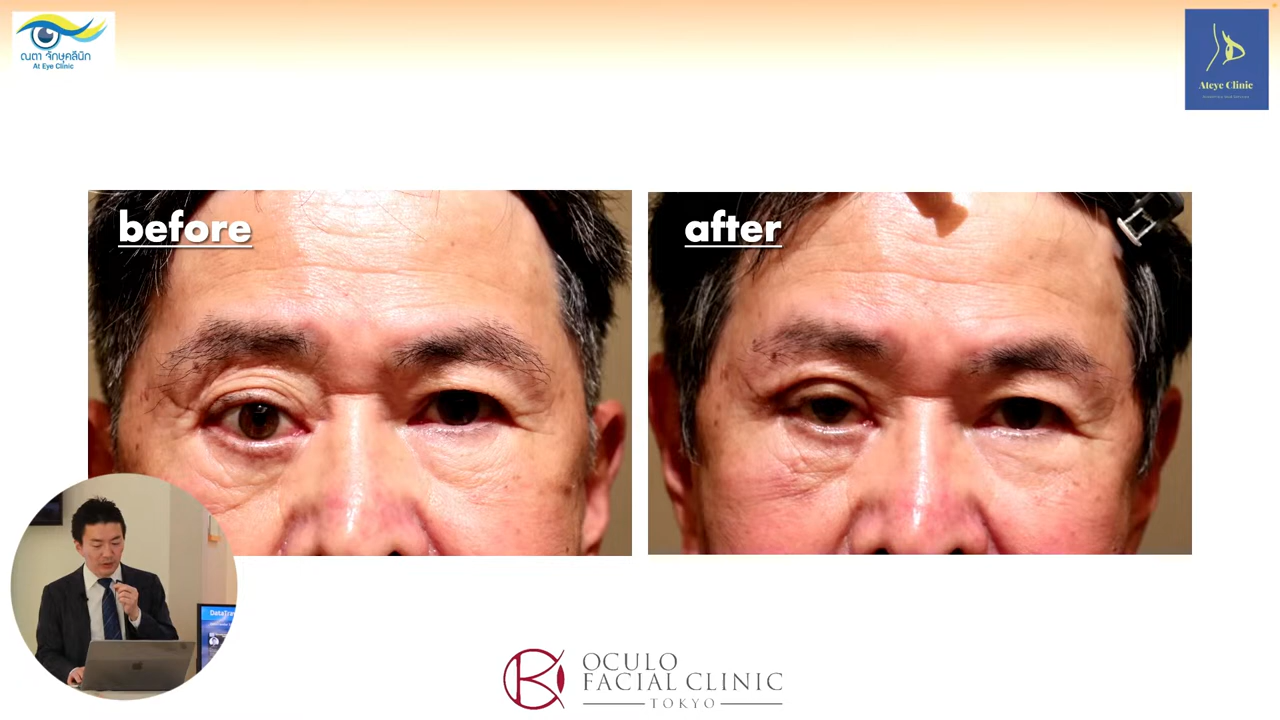 ณตา จักษุคลีนิก
At Eye Clinic
Ateye Clinic
before
after
DataTra
OCULO
FACIAL CLINIC
TOKYO